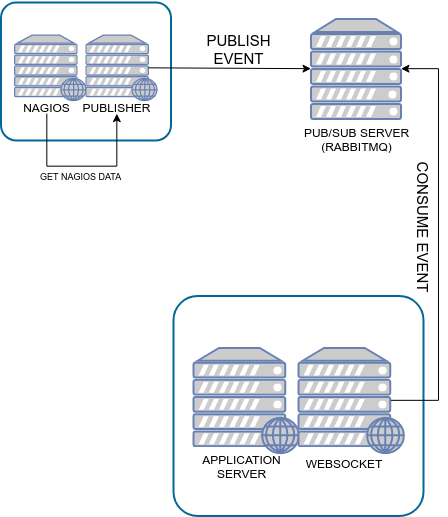 PUBLISH
EVENT
NAGIOS
PUBLISHER
GET NAGIOS DATA
PUB/SUB SERVER
(RABBITMQ)
CONSUME EVENT
APPLICATION
SERVER
WEBSOCKET